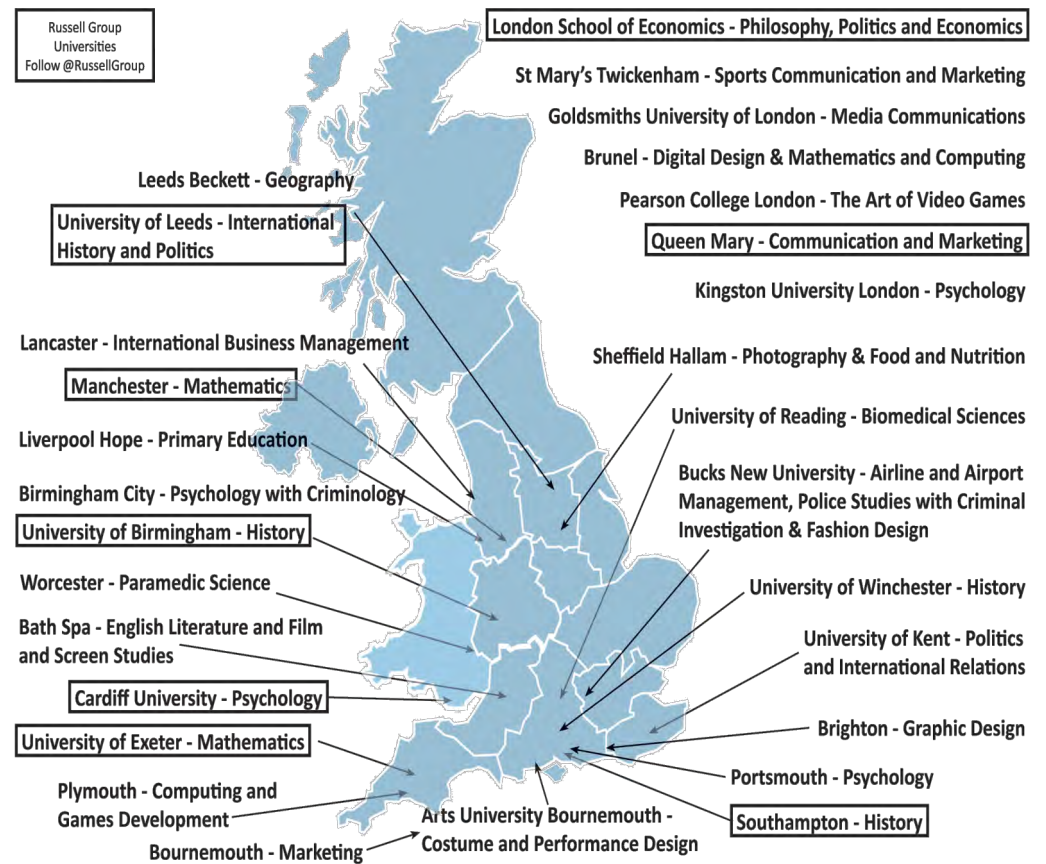 Russell Group
Universities
Follow @RussellGroup
London School of Economics - Philosophy, Politics and Economics
St Mary's Twickenham - Sports Communication and Marketing
Goldsmiths University of London - Media Communications
Brunel - Digital Design & Mathematics and Computing
Pearson College London - The Art of Video Games
Queen Mary - Communication and Marketing
Kingston University London - Psychology
Leeds Beckett - Geography
University of Leeds - International
History and Politics
Lancaster - International Business Management
Manchester - Mathematics
Liverpool Hope - Primary Education
Birmingham City - Psychology with Criminology
University of Birmingham - History
Worcester - Paramedic Science
Bath Spa - English Literature and Film
and Screen Studies
Cardiff University - Psychology
University of Exeter - Mathematics
Plymouth - Computing and
Games Development
Bournemouth - Marketing
Arts University Bournemouth -
Costume and Performance Design
Sheffield Hallam - Photography & Food and Nutrition
University of Reading - Biomedical Sciences
Bucks New University - Airline and Airport
Management, Police Studies with Criminal
Investigation & Fashion Design
University of Winchester - History
University of Kent - Politics
and International Relations
Brighton - Graphic Design
Portsmouth - Psychology
Southampton - History